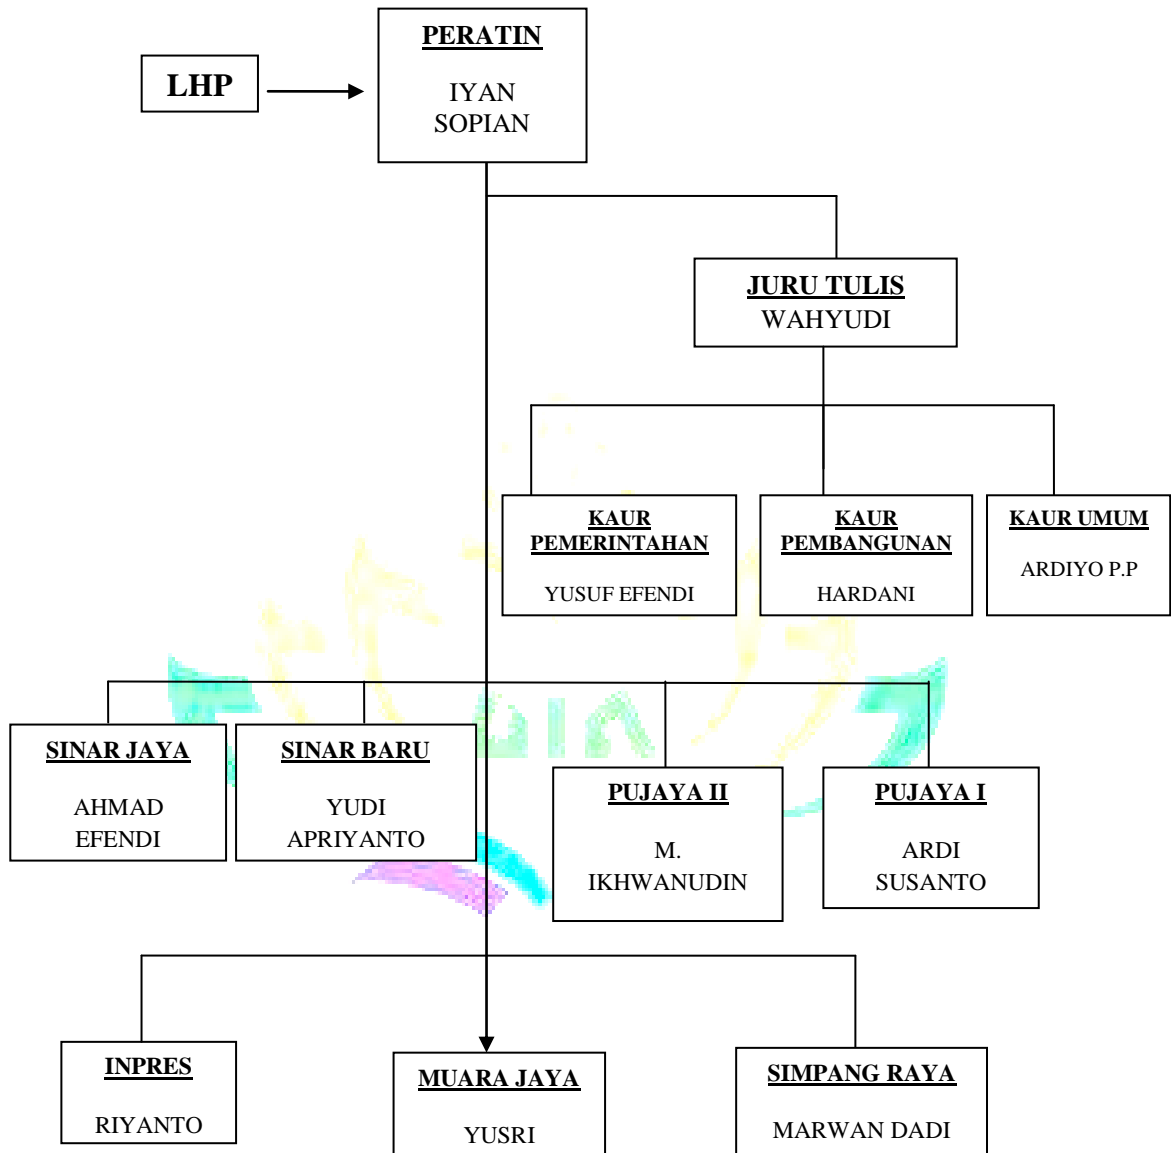 PERATIN
IYAN
SOPIAN
LHP
JURU TULIS
WAHYUDI
KAUR
PEMERINTAHAN
YUSUF EFENDI
KAUR
PEMBANGUNAN
HARDANI
KAUR UMUM
ARDIYO P.P
SINAR JAYA
AHMAD
EFENDI
SINAR BARU
YUDI
APRIYANTO
PUJAYA II
M.
IKHWANUDIN
PUJAYA I
ARDI
SUSANTO
INPRES
RIYANTO
MUARA JAYA
YUSRI
SIMPANG RAYA
MARWAN DADI